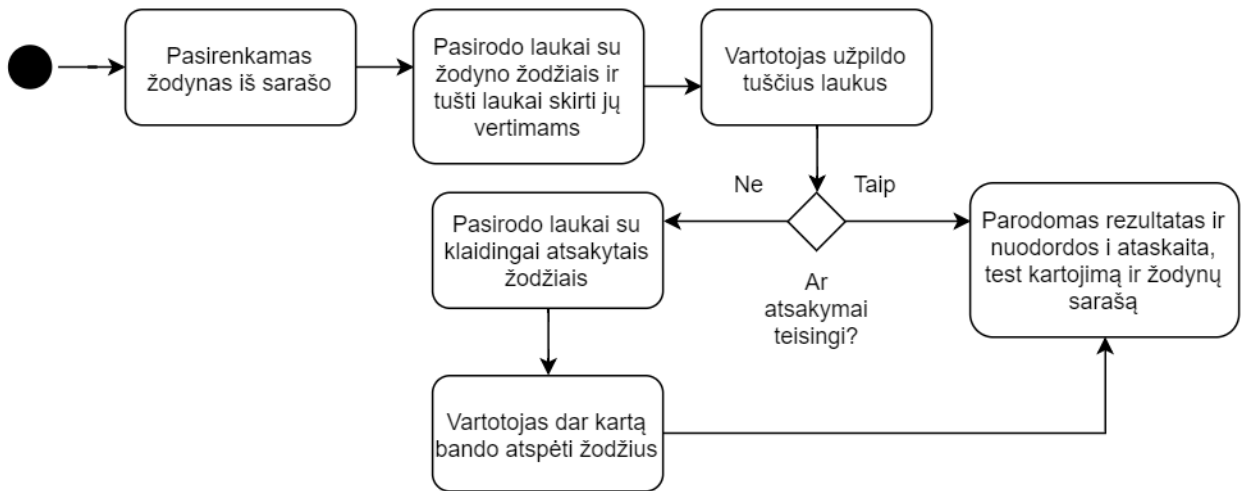 Pasirenkamas
žodynas iš sarašo
Pasirodo laukai su
žodyno žodžiais ir
tušti laukai skirti jų
vertimams
Vartotojas užpildo
tuščius laukus
Ne
Taip
Ar
atsakymai
teisingi?
Pasirodo laukai su
klaidingai atsakytais
žodžiais
Parodomas rezultatas ir
nuodordos i ataskaita,
test kartojimą ir žodynų
sarašą
Vartotojas dar kartą
bando atspėti žodžius